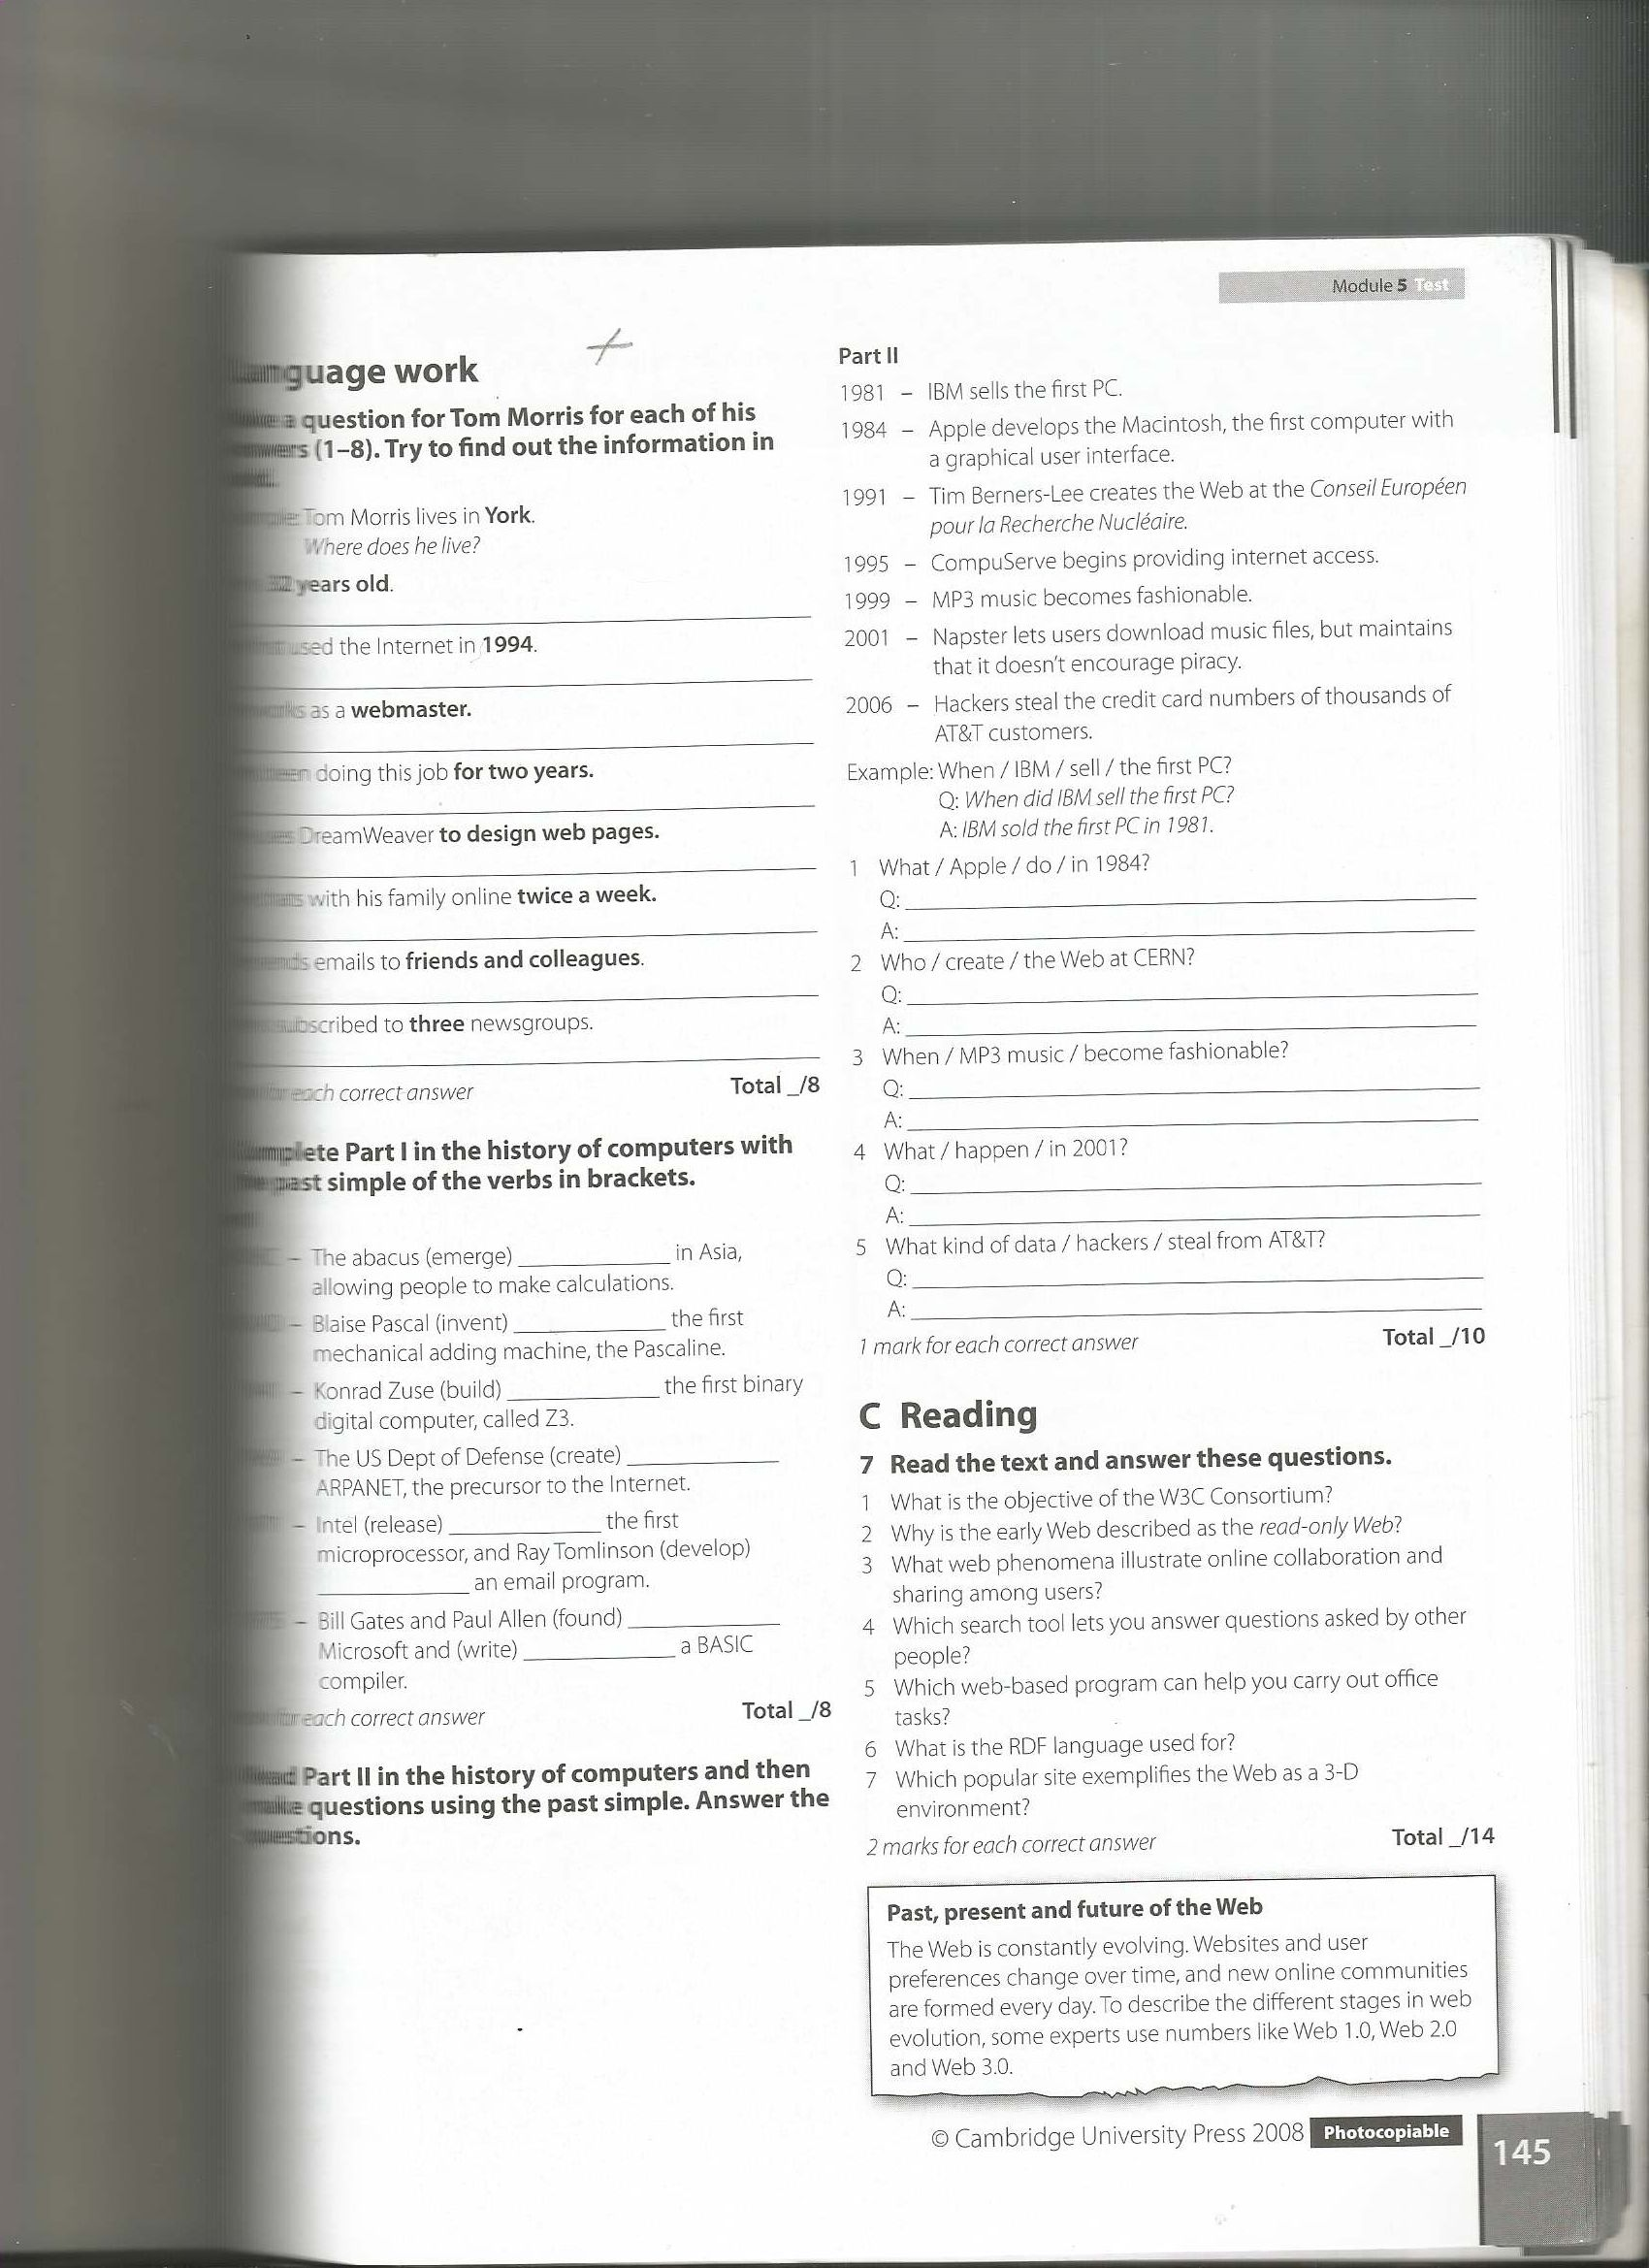 Module 5 Test
guage work
question for Tom Morris for each of his
(1–8). Try to find out the information in
Tom Morris lives in York.
Where does he live?
years old.
used the Internet in 1994.
as a webmaster.
doing this job for two years.
DreamWeaver to design web pages.
with his family online twice a week.
emails to friends and colleagues.
subscribed to three newsgroups.
each correct answer Total _/8
Complete Part I in the history of computers with
the past simple of the verbs in brackets.
– The abacus (emerge) ____________ in Asia,
allowing people to make calculations.
– Blaise Pascal (invent) ____________ the first
mechanical adding machine, the Pascaline.
– Konrad Zuse (build) ____________ the first binary
digital computer, called Z3.
– The US Dept of Defense (create) ____________
ARPANET, the precursor to the Internet.
– Intel (release) ____________ the first
microprocessor, and Ray Tomlinson (develop)
____________ an email program.
– Bill Gates and Paul Allen (found) ____________
Microsoft and (write) ____________ a BASIC
compiler.
for each correct answer Total _/8
Read Part II in the history of computers and then
make questions using the past simple. Answer the
questions.
Part II
1981 – IBM sells the first PC.
1984 – Apple develops the Macintosh, the first computer with
a graphical user interface.
1991 – Tim Berners-Lee creates the Web at the Conseil Européen
pour la Recherche Nucléaire.
1995 – CompuServe begins providing internet access.
1999 – MP3 music becomes fashionable.
2001 – Napster lets users download music files, but maintains
that it doesn't encourage piracy.
2006 – Hackers steal the credit card numbers of thousands of
AT&T customers.
Example: When / IBM / sell / the first PC?
Q: When did IBM sell the first PC?
A: IBM sold the first PC in 1981.
1 What / Apple / do / in 1984?
Q:
A:
2 Who / create / the Web at CERN?
Q:
A:
3 When / MP3 music / become fashionable?
Q:
A:
4 What / happen / in 2001?
Q:
A:
5 What kind of data / hackers / steal from AT&T?
Q:
A:
1 mark for each correct answer Total _/10
C Reading
7 Read the text and answer these questions.
1 What is the objective of the W3C Consortium?
2 Why is the early Web described as the read-only Web?
3 What web phenomena illustrate online collaboration and
sharing among users?
4 Which search tool lets you answer questions asked by other
people?
5 Which web-based program can help you carry out office
tasks?
6 What is the RDF language used for?
7 Which popular site exemplifies the Web as a 3-D
environment?
2 marks for each correct answer Total _/14
Past, present and future of the Web
The Web is constantly evolving. Websites and user
preferences change over time, and new online communities
are formed every day. To describe the different stages in web
evolution, some experts use numbers like Web 1.0, Web 2.0
and Web 3.0.
© Cambridge University Press 2008 Photocopiable
145